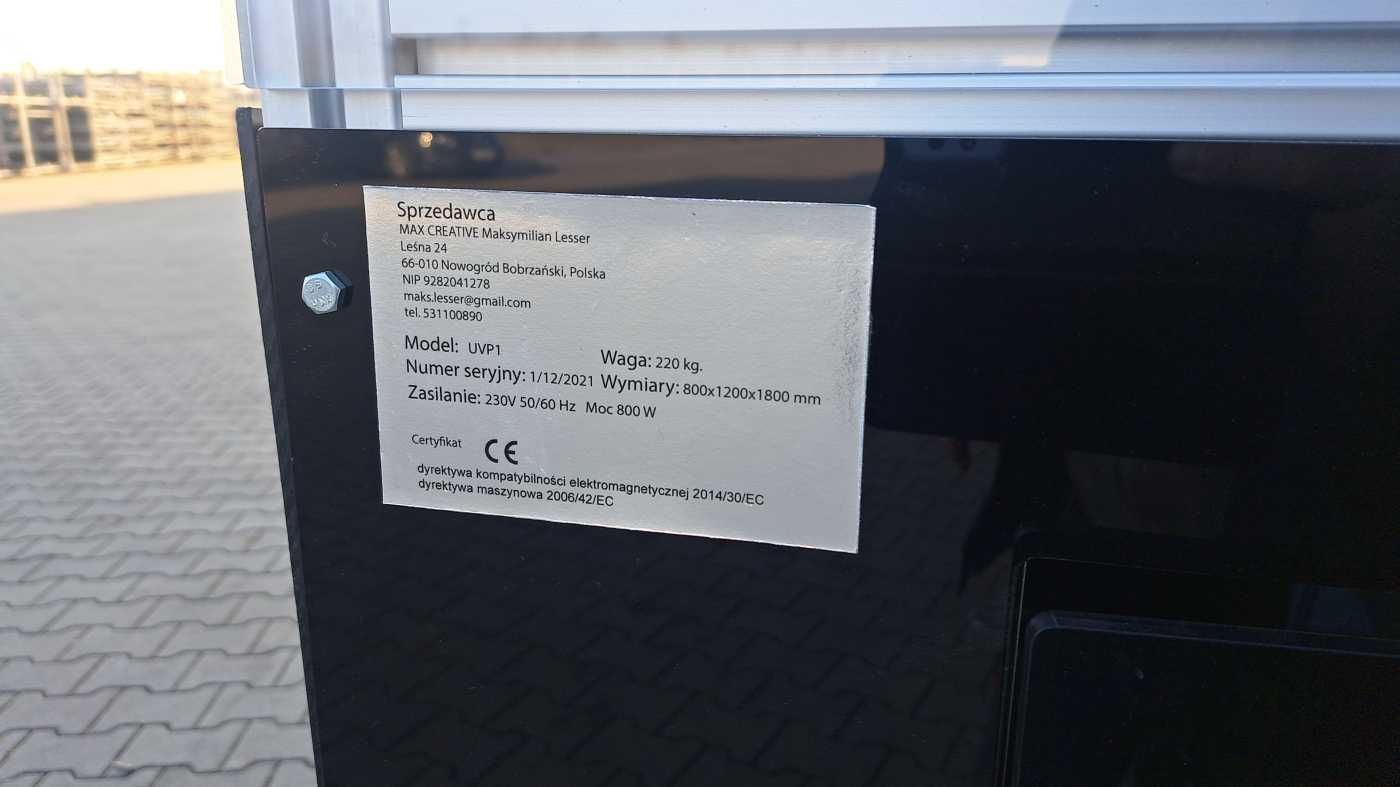 Sprzedawca
MAX CREATIVE Maksymilian Lesser
Leśna 24
66-010 Nowogród Bobrzański, Polska
NIP 9282041278
maks.lesser@gmail.com
tel. 531100890
Model: UVP1
Waga: 220 kg.
Numer seryjny: 1/12/2021 Wymiary: 800x1200x1800 mm
Zasilanie: 230V 50/60 Hz Moc 800 W
Certyfikat CE
dyrektywa kompatybilności elektromagnetycznej 2014/30/EC
dyrektywa maszynowa 2006/42/EC